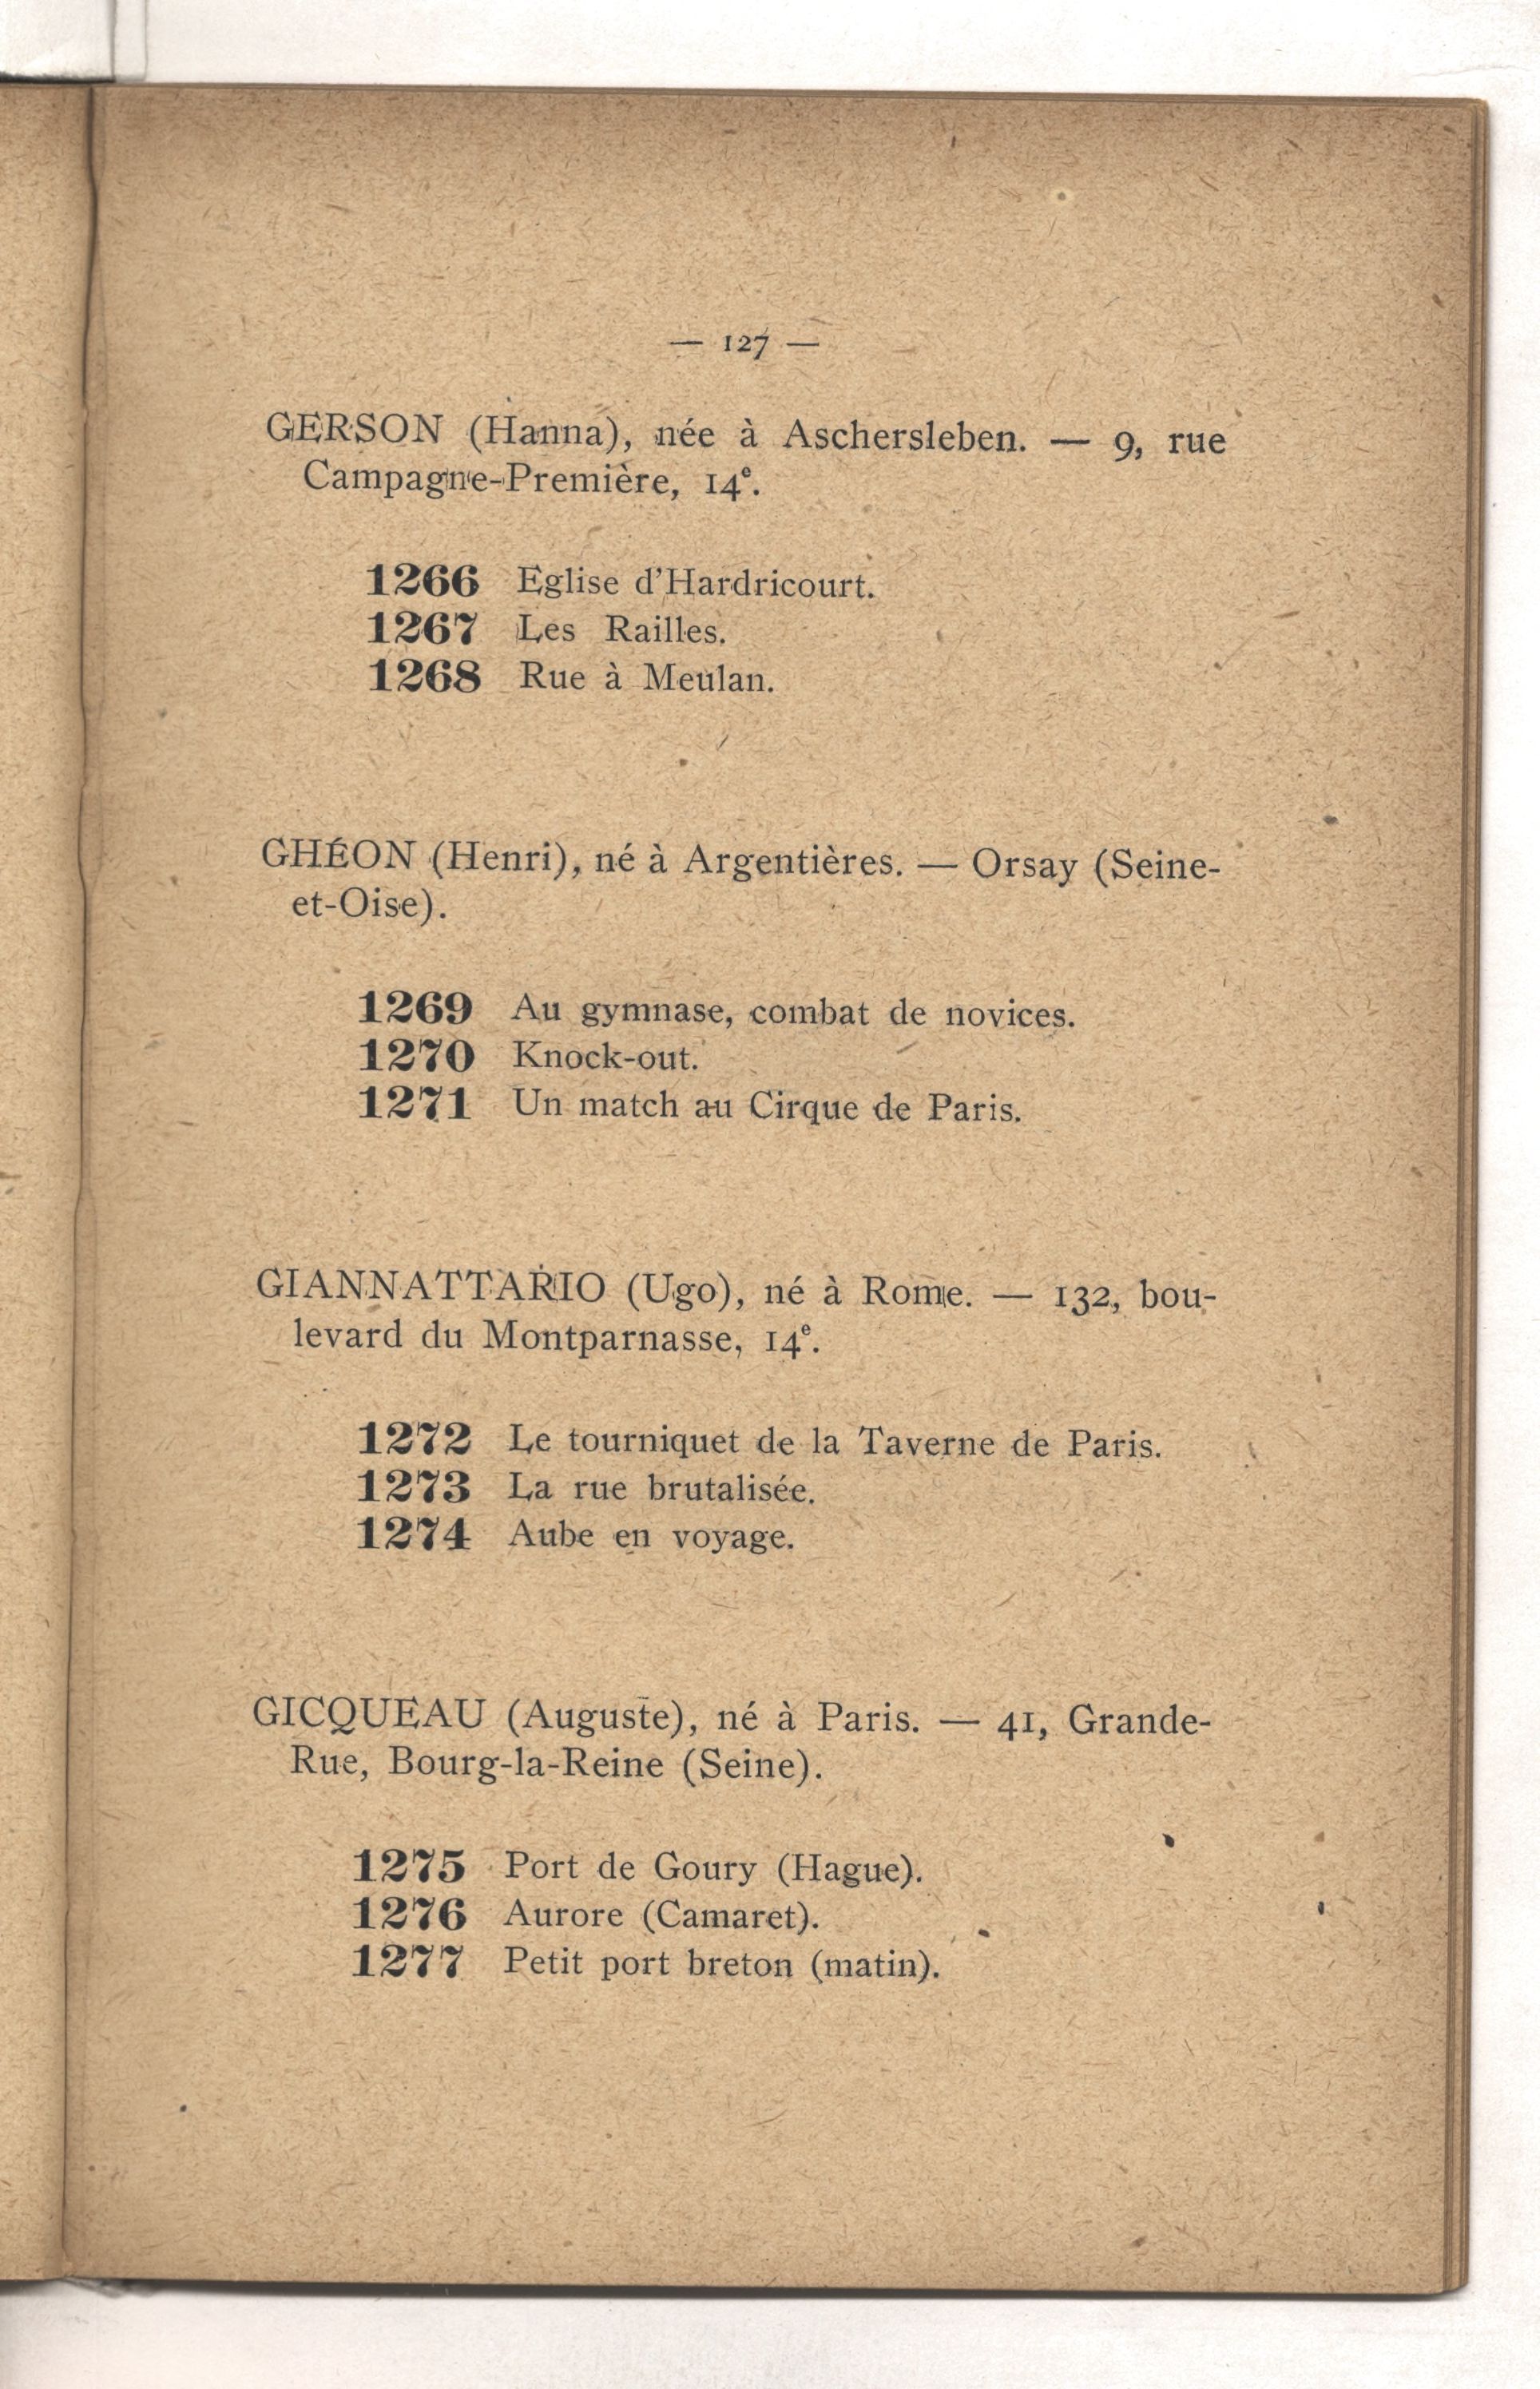 — 127 —
GERSON (Hanna), née à Aschersleben. — 9, rue
Campagne-Première, 14e.
1266 Eglise d'Hardricourt.
1267 Les Railles.
1268 Rue à Meulan.
GHÉON (Henri), né à Argentières. — Orsay (Seine-
et-Oise).
1269 Au gymnase, combat de novices.
1270 Knock-out.
1271 Un match au Cirque de Paris.
GIANNATTARIO (Ugo), né à Rome. — 132, bou-
levard du Montparnasse, 14e.
1272 Le tourniquet de la Taverne de Paris.
1273 La rue brutalisée.
1274 Aube en voyage.
GICQUEAU (Auguste), né à Paris. — 41, Grande-
Rue, Bourg-la-Reine (Seine).
1275 Port de Goury (Hague).
1276 Aurore (Camaret).
1277 Petit port breton (matin).